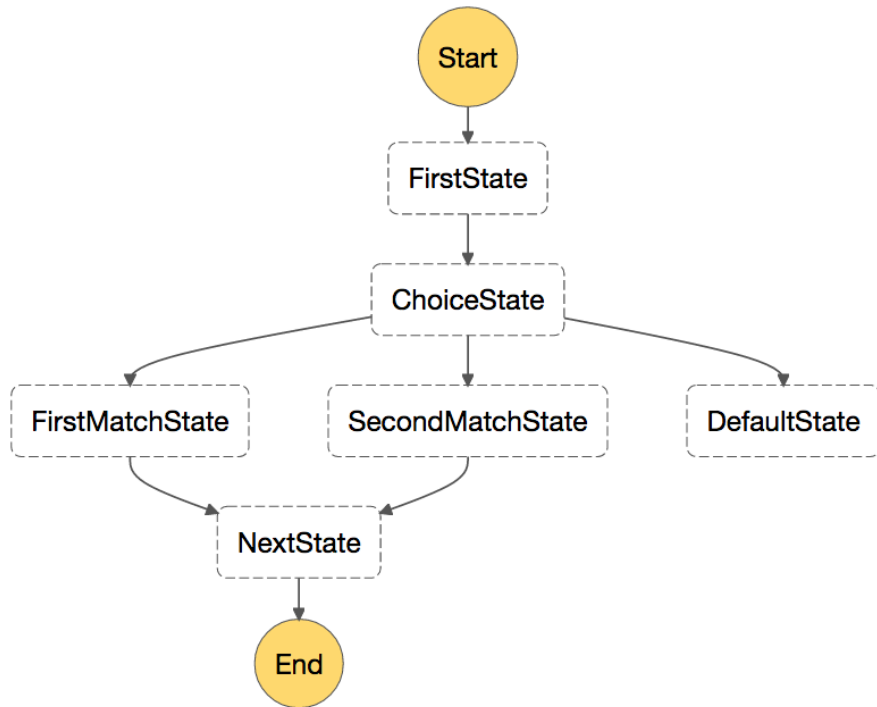 Start
FirstState
ChoiceState
FirstMatchState
SecondMatchState
DefaultState
NextState
End